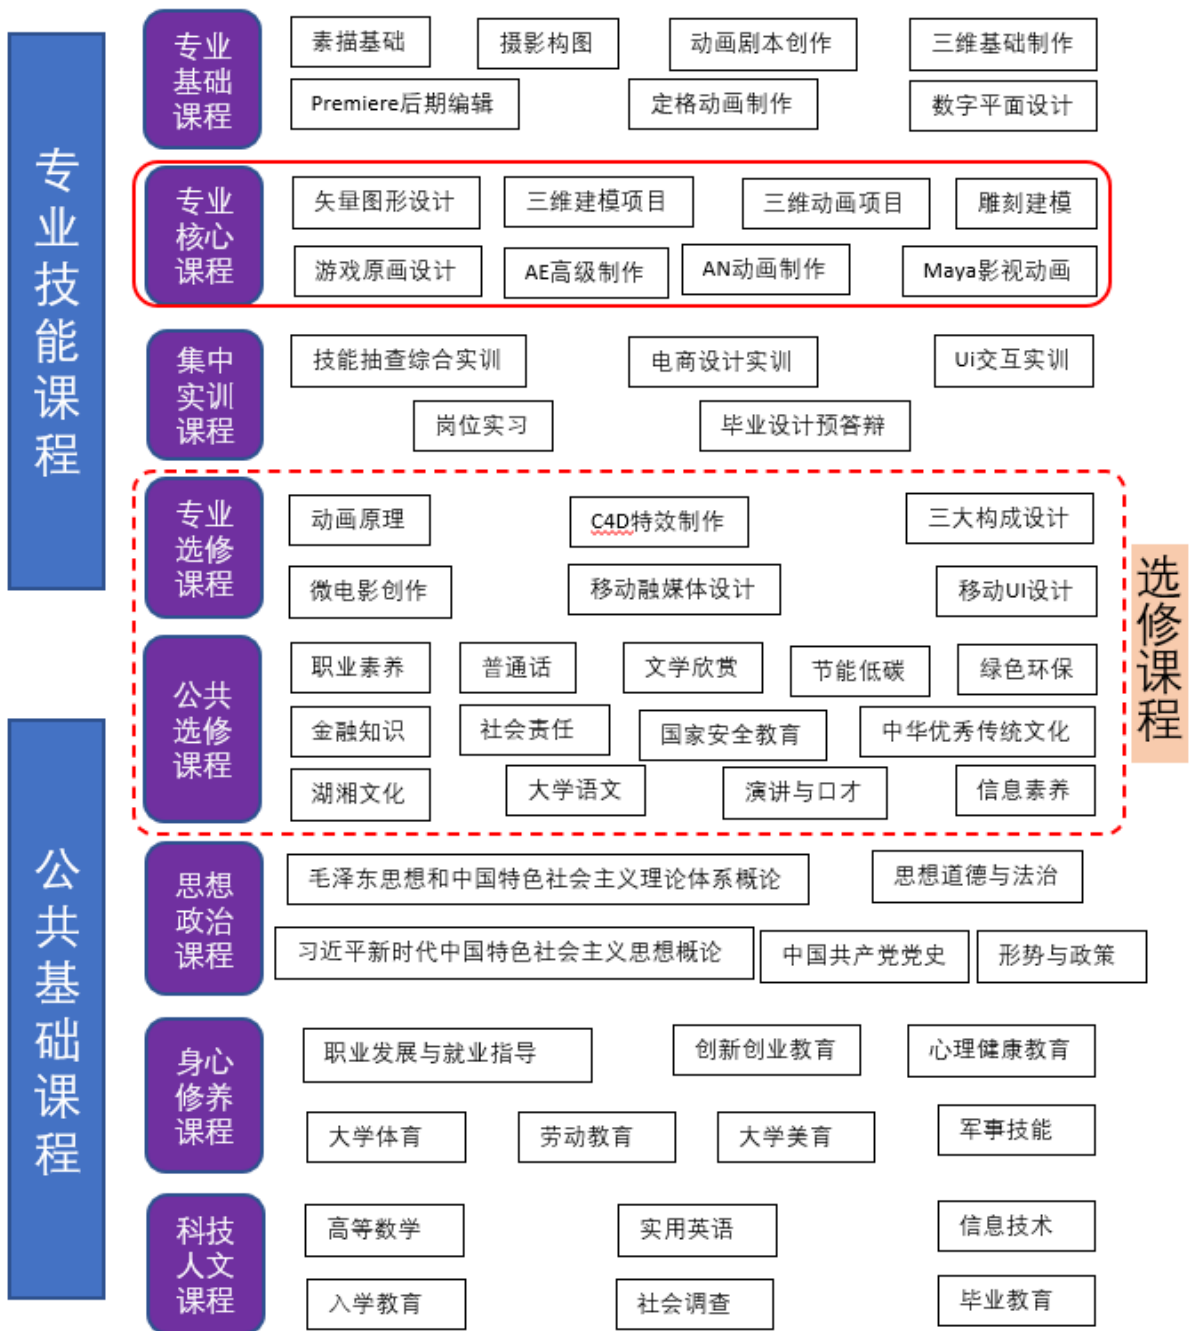 专业技能课程
专业基础课程
素描基础
摄影构图
动画剧本创作
三维基础制作
Premiere后期编辑
定格动画制作
数字平面设计
专业核心课程
矢量图形设计
三维建模项目
三维动画项目
雕刻建模
游戏原画设计
AE高级制作
AN动画制作
Maya影视动画
集中实训课程
技能抽查综合实训
电商设计实训
Ui交互实训
岗位实习
毕业设计预答辩
选修课程
专业选修课程
动画原理
C4D特效制作
三大构成设计
微电影创作
移动融媒体设计
移动UI设计
公共选修课程
职业素养
普通话
文学欣赏
节能低碳
绿色环保
金融知识
社会责任
国家安全教育
中华优秀传统文化
湖湘文化
大学语文
演讲与口才
信息素养
公共基础课程
思想政治课程
毛泽东思想和中国特色社会主义理论体系概论
思想道德与法治
习近平新时代中国特色社会主义思想概论
中国共产党党史
形势与政策
身心修养课程
职业发展与就业指导
创新创业教育
心理健康教育
大学体育
劳动教育
大学美育
军事技能
科技人文课程
高等数学
实用英语
信息技术
入学教育
社会调查
毕业教育